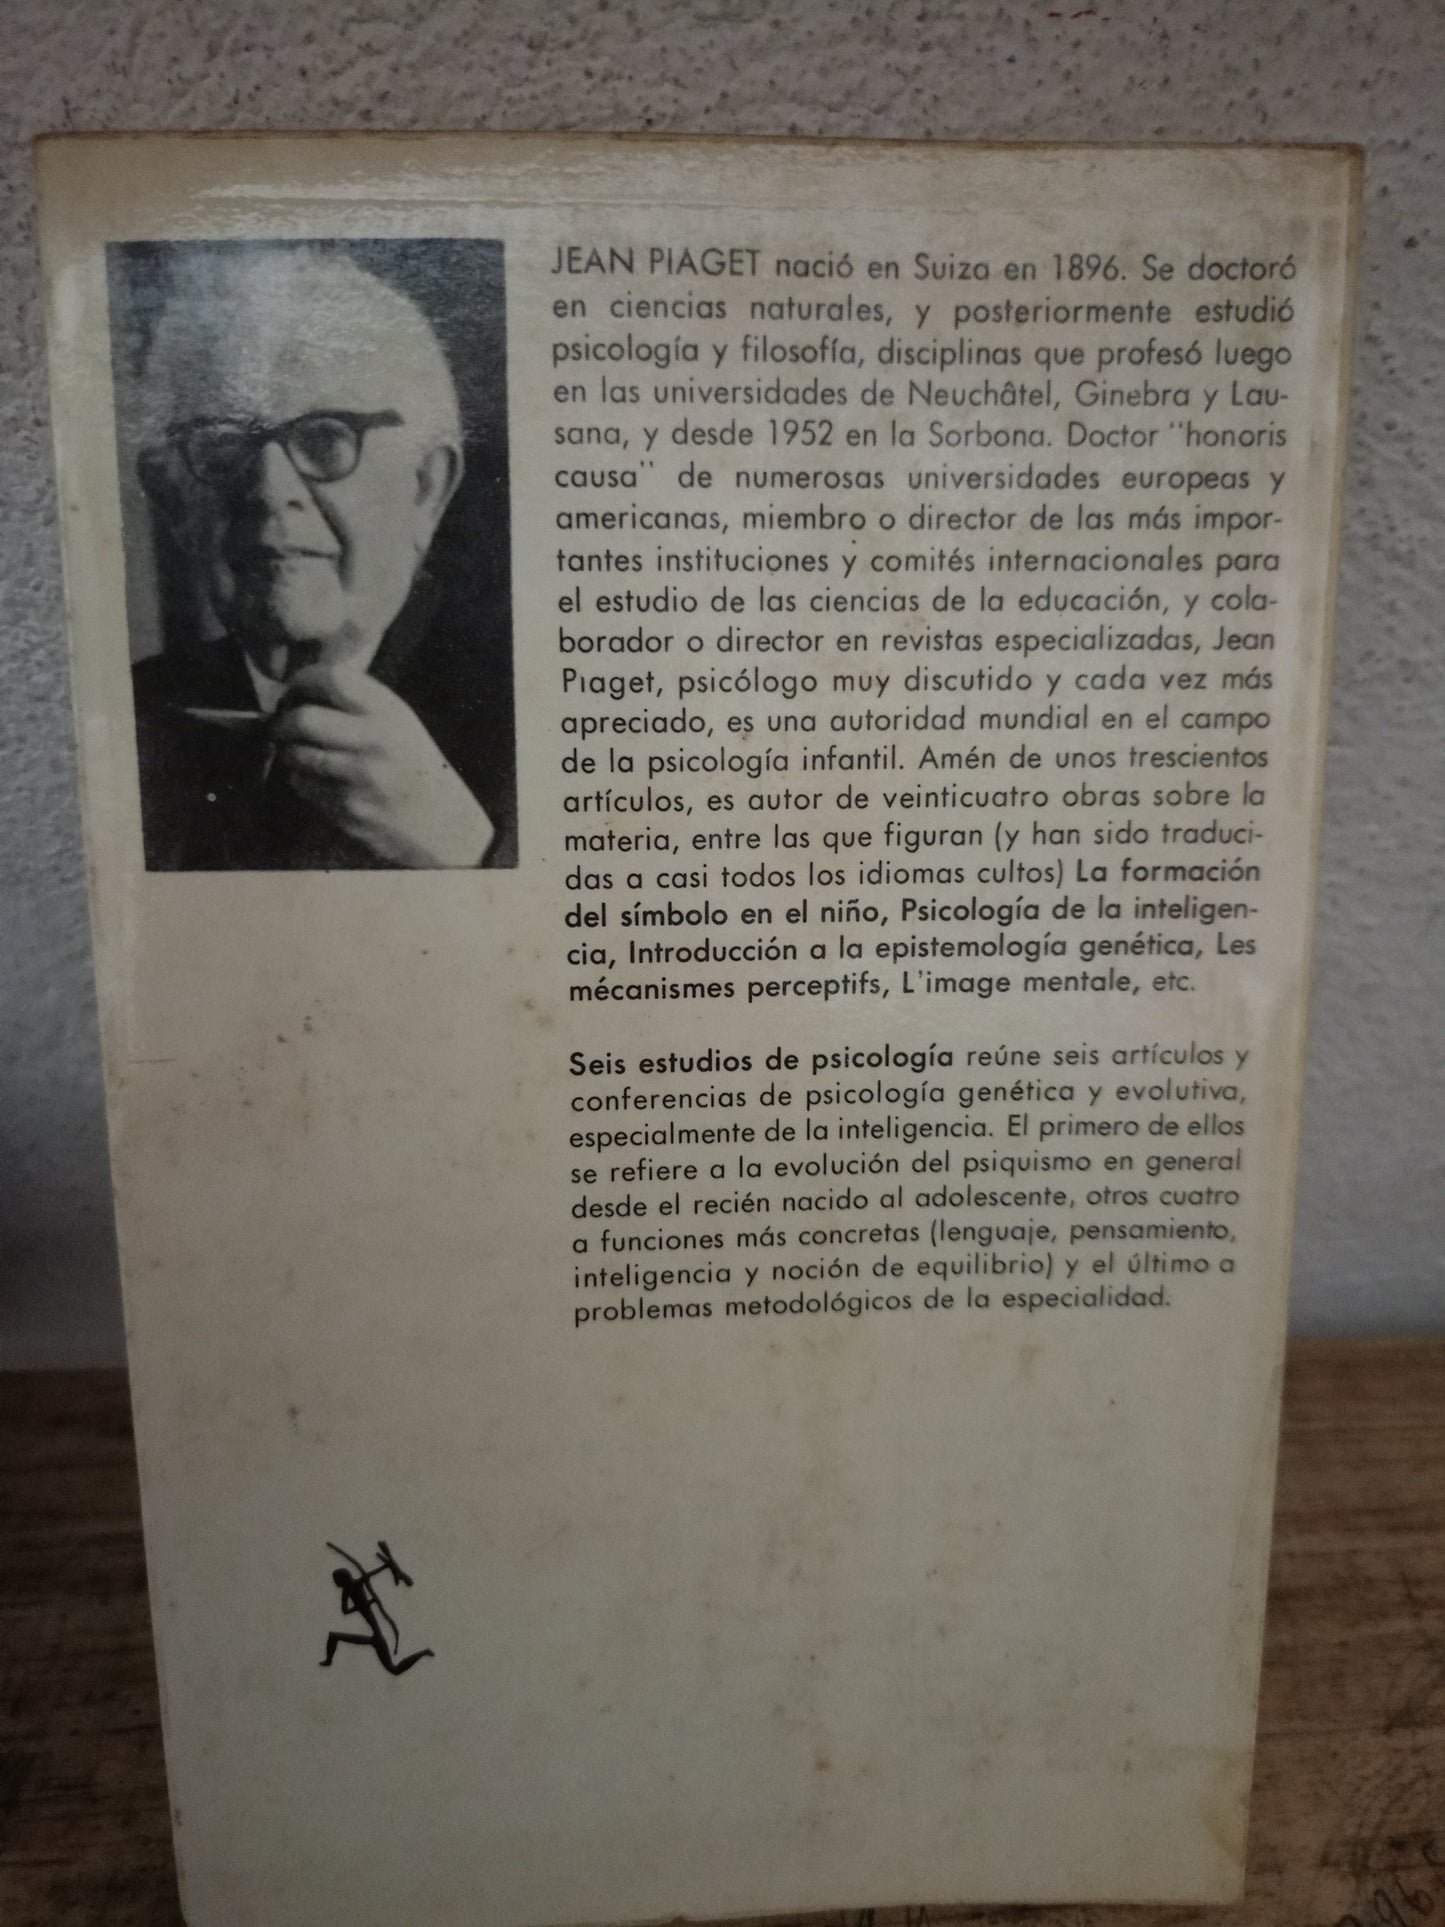 JEAN PIAGET nació en Suiza en 1896. Se doctoró
en ciencias naturales, y posteriormente estudió
psicología y filosofía, disciplinas que profesó luego
en las universidades de Neuchâtel, Ginebra y Lau-
sana, y desde 1952 en la Sorbona. Doctor "honoris
causa" de numerosas universidades europeas y
americanas, miembro o director de las más impor-
tantes instituciones y comités internacionales para
el estudio de las ciencias de la educación, y cola-
borador o director en revistas especializadas, Jean
Piaget, psicólogo muy discutido y cada vez más
apreciado, es una autoridad mundial en el campo
de la psicología infantil. Amén de unos trescientos
artículos, es autor de veinticuatro obras sobre la
materia, entre las que figuran (y han sido traduci-
das a casi todos los idiomas cultos) La formación
del símbolo en el niño, Psicología de la inteligen-
cia, Introducción a la epistemología genética, Les
mécanismes perceptifs, L'image mentale, etc.
Seis estudios de psicología reúne seis artículos y
conferencias de psicología genética y evolutiva,
especialmente de la inteligencia. El primero de ellos
se refiere a la evolución del psiquismo en general
desde el recién nacido al adolescente, otros cuatro
a funciones más concretas (lenguaje, pensamiento,
inteligencia y noción de equilibrio) y el último a
problemas metodológicos de la especialidad.